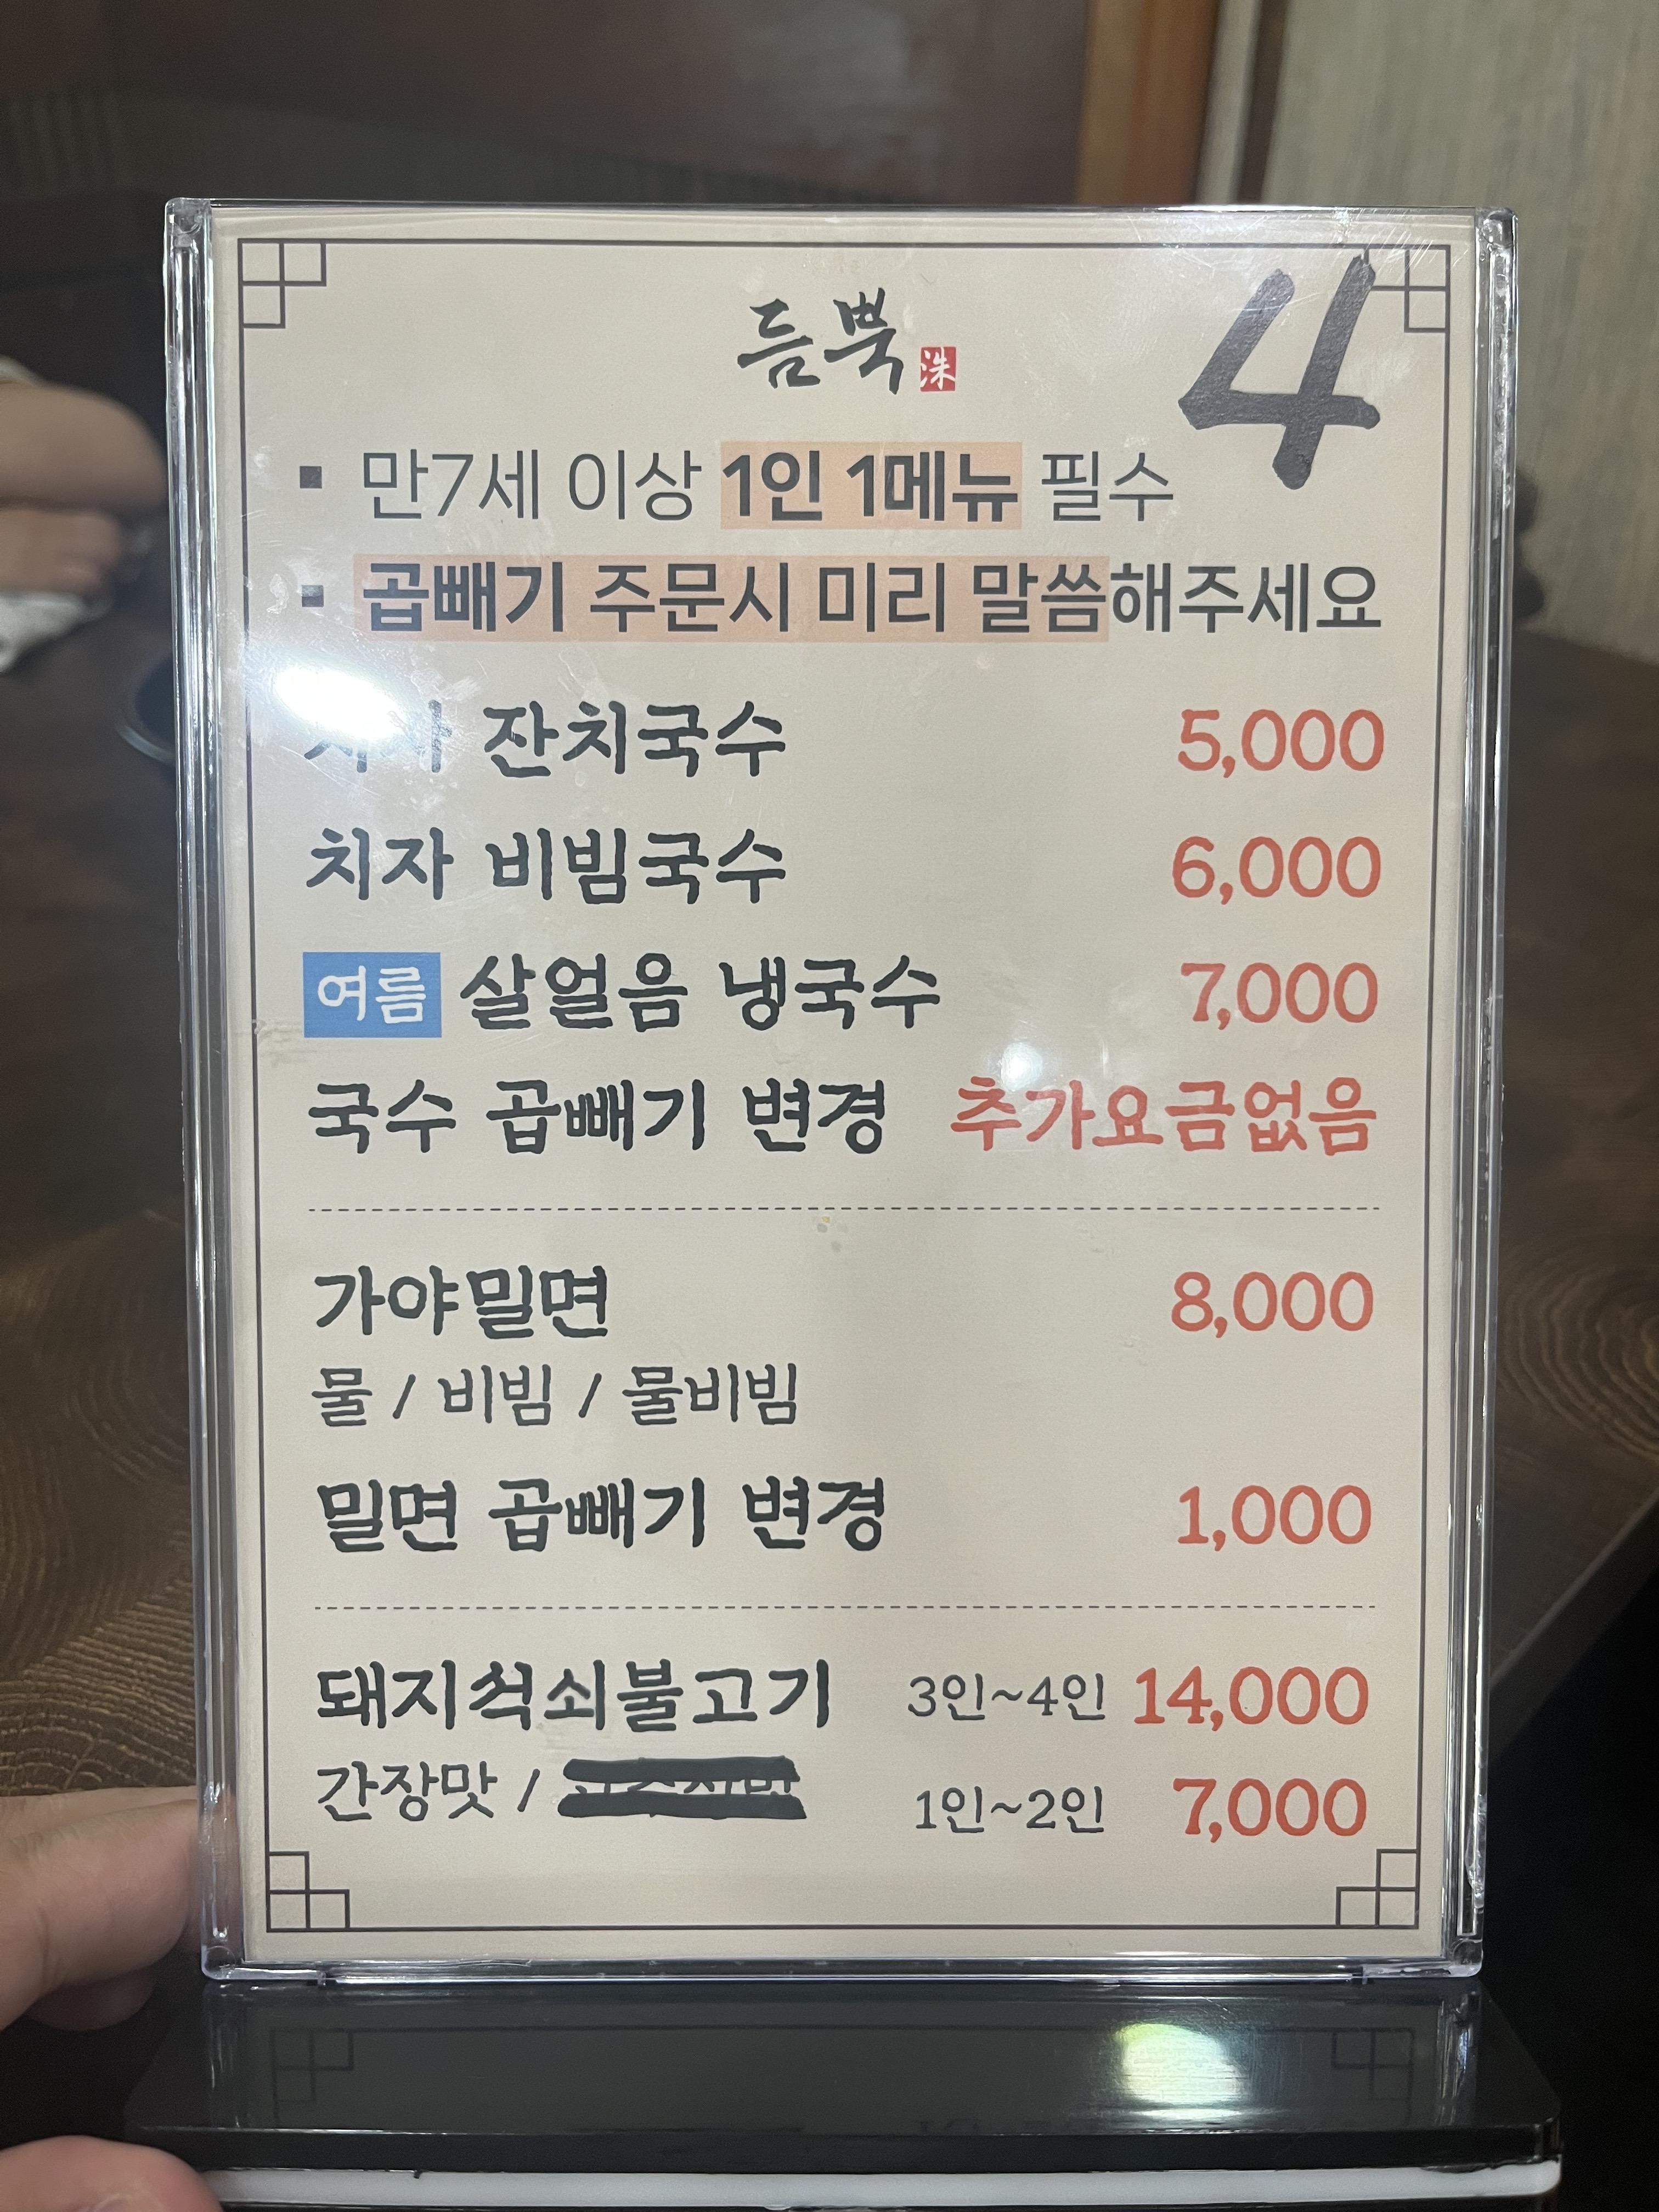 듬뿍 洙
4
▪ 만7세 이상 1인 1메뉴 필수
▪ 곱빼기 주문시 미리 말씀해주세요
치자 잔치국수 5,000
치자 비빔국수 6,000
여름 살얼음 냉국수 7,000
국수 곱빼기 변경 추가요금없음
가야밀면 8,000
물 / 비빔 / 물비빔
밀면 곱빼기 변경 1,000
돼지석쇠불고기 3인~4인 14,000
간장맛 / 1인~2인 7,000